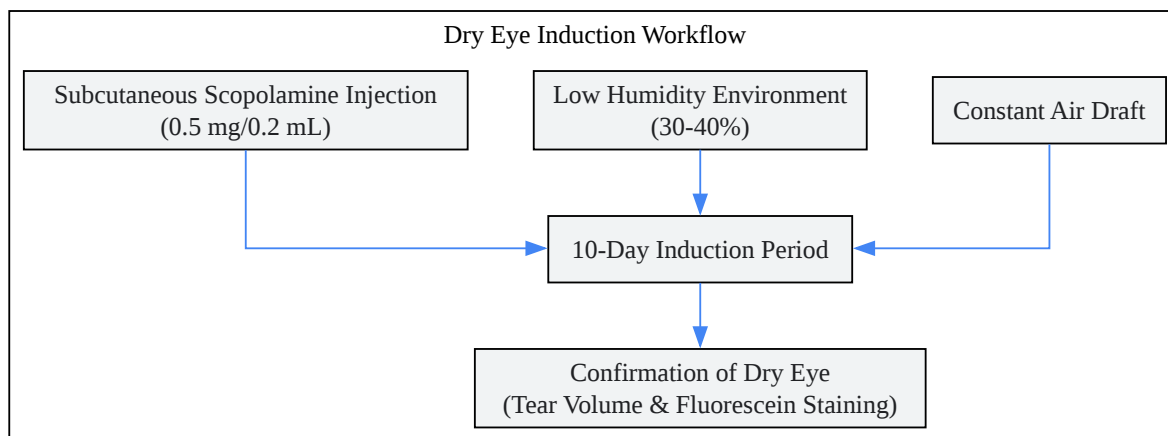 Dry Eye Induction Workflow
Subcutaneous Scopolamine Injection
(0.5 mg/0.2 mL)
Low Humidity Environment
(30-40%)
Constant Air Draft
10-Day Induction Period
Confirmation of Dry Eye
(Tear Volume & Fluorescein Staining)